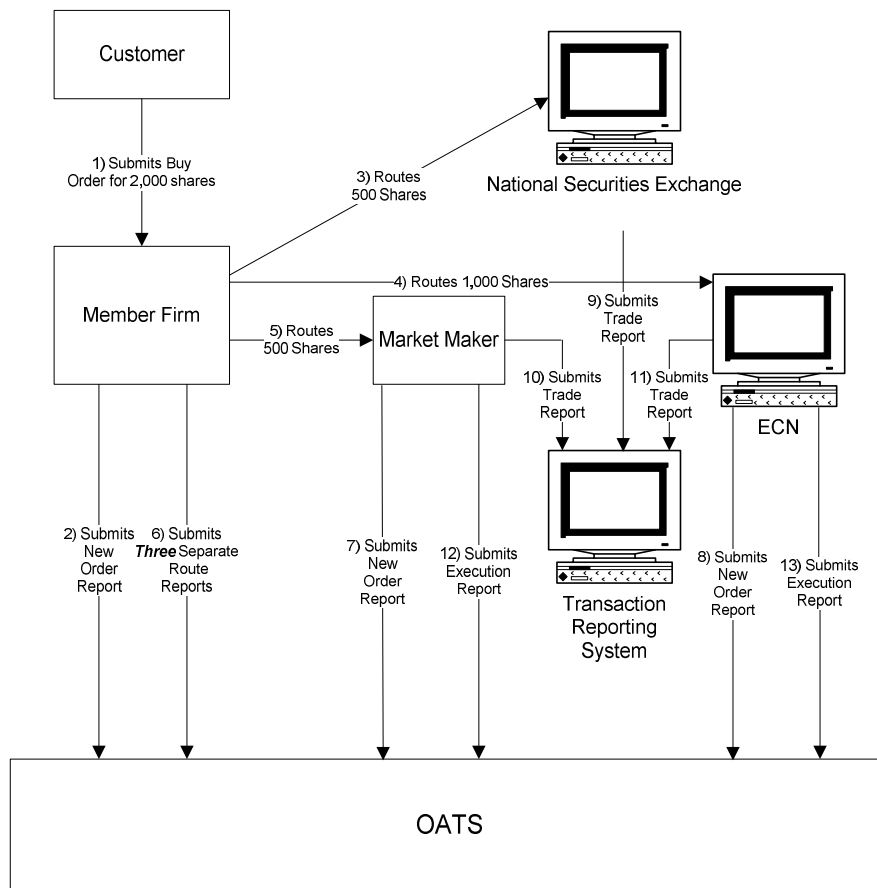 Customer
1) Submits Buy
Order for 2,000 shares
3) Routes
500 Shares
National Securities Exchange
Member Firm
4) Routes 1,000 Shares
5) Routes
500 Shares
Market Maker
9) Submits
Trade
Report
10) Submits
Trade
Report
11) Submits
Trade
Report
ECN
2) Submits
New
Order
Report
6) Submits
Three Separate
Route
Reports
7) Submits
New
Order
Report
12) Submits
Execution
Report
Transaction
Reporting
System
8) Submits
New
Order
Report
13) Submits
Execution
Report
OATS